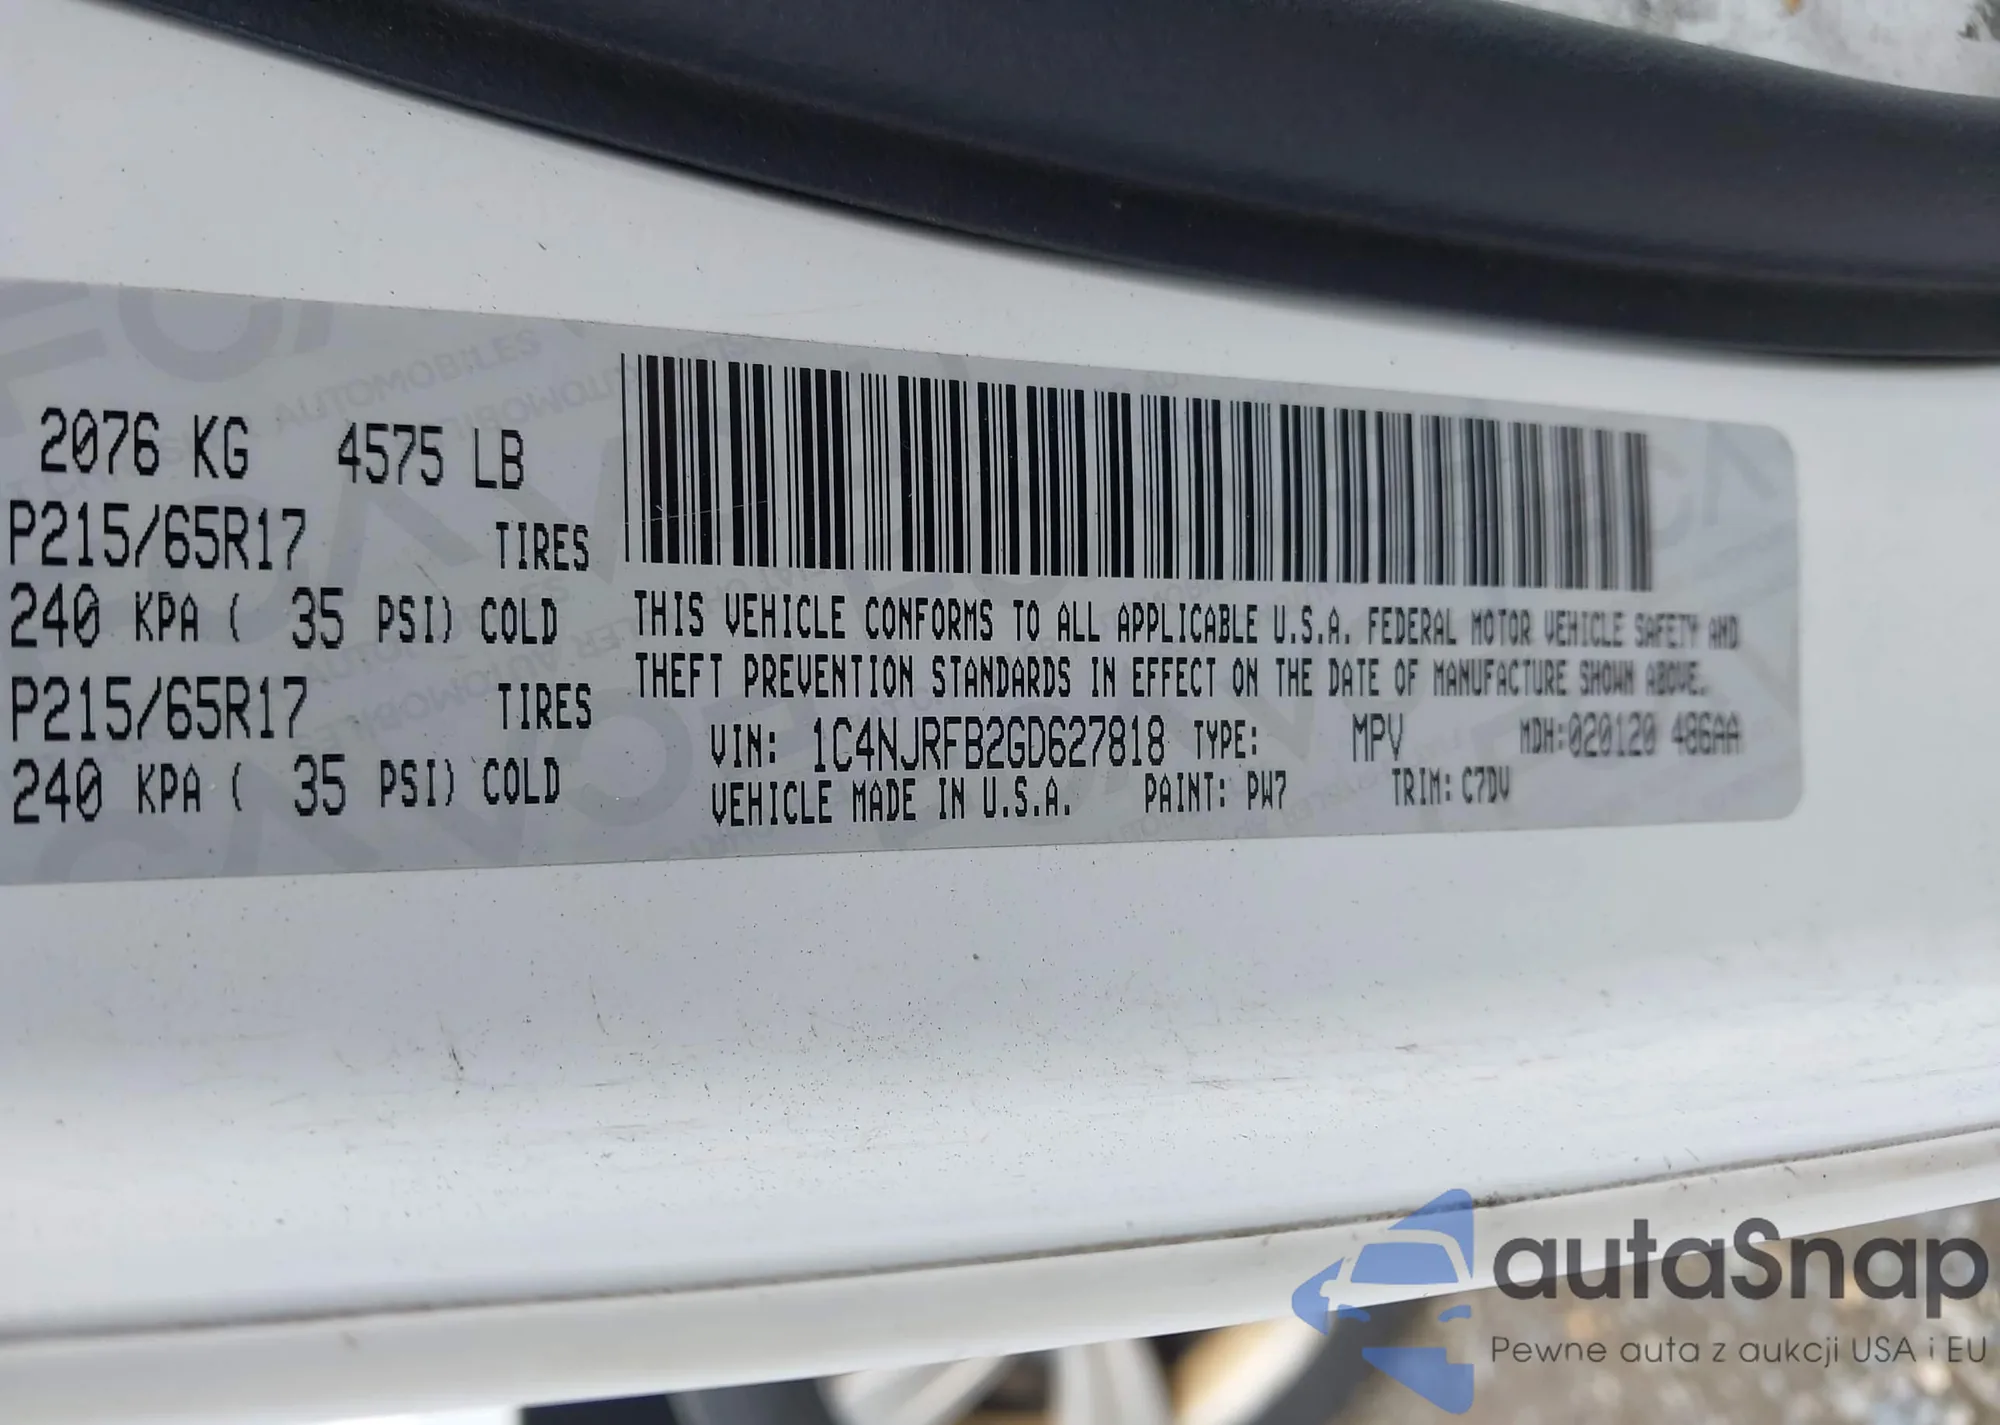 2076 KG 4575 LB
P215/65R17 TIRES
240 KPA ( 35 PSI) COLD
P215/65R17 TIRES
240 KPA ( 35 PSI) COLD
THIS VEHICLE CONFORMS TO ALL APPLICABLE U.S.A. FEDERAL MOTOR VEHICLE SAFETY AND
THEFT PREVENTION STANDARDS IN EFFECT ON THE DATE OF MANUFACTURE SHOWN ABOVE.
VIN: 1C4NJRFB2GD627818 TYPE: MPV MDH:020120 486AA
VEHICLE MADE IN U.S.A. PAINT: PW7 TRIM: C7DV
autaSnap
Pewne auta z aukcji USA i EU